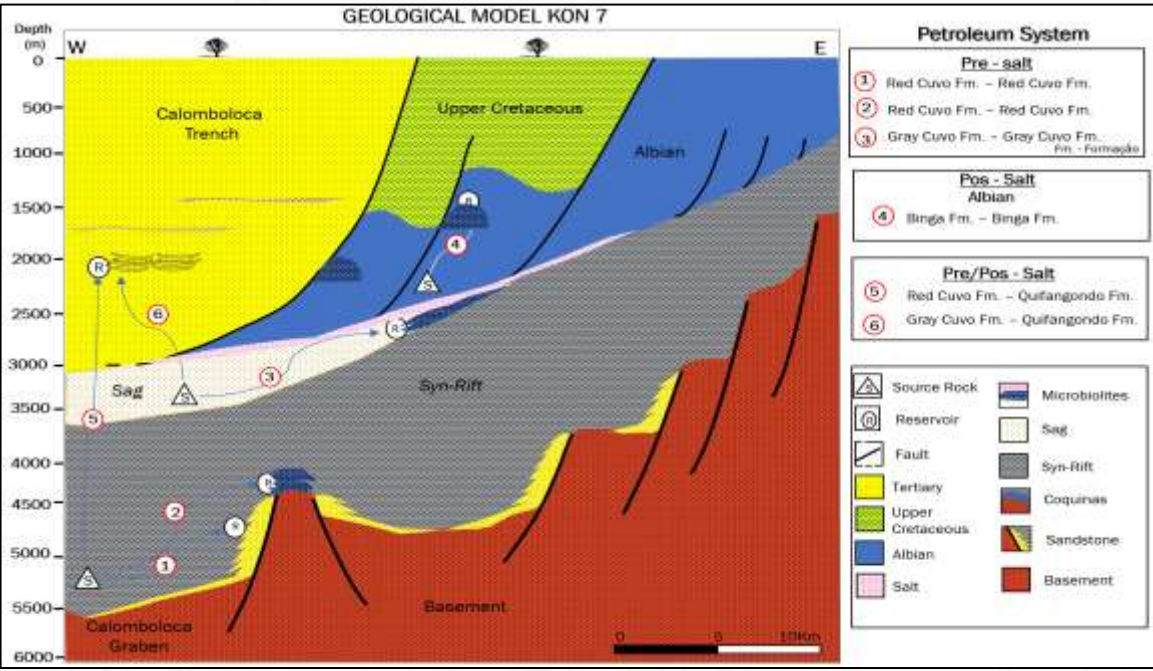 GEOLOGICAL MODEL KON 7
Depth
(m)
W
E
0
500
1000
1500
2000
2500
3000
3500
4000
4500
5000
5500
6000
Calomboloca
Trench
Upper Cretaceous
Albian
R
4
S
R
6
R
3
Sag
S
Syn-Rift
5
R
2
R
1
S
Basement
Calomboloca
Graben
0
10Km
Petroleum System
Pre - salt
1 Red Cuvo Fm. – Red Cuvo Fm.
2 Red Cuvo Fm. – Red Cuvo Fm.
3 Gray Cuvo Fm. – Gray Cuvo Fm.
Fm. - Formação
Pos - Salt
Albian
4 Binga Fm. – Binga Fm.
Pre/Pos - Salt
5 Red Cuvo Fm. – Quifangondo Fm.
6 Gray Cuvo Fm. – Quifangondo Fm.
S Source Rock
R Reservoir
Fault
Tertiary
Upper
Cretaceous
Albian
Salt
Microbiolites
Sag
Syn-Rift
Coquinas
Sandstone
Basement